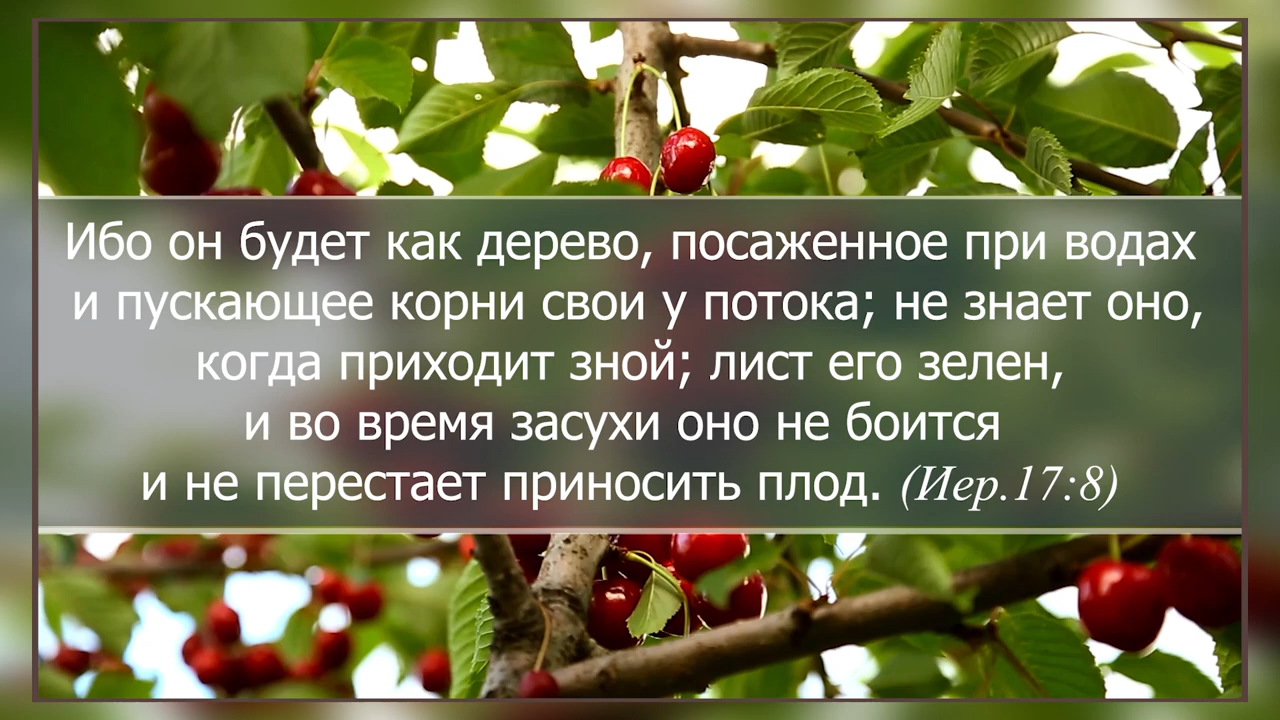 Ибо он будет как дерево, посаженное при водах
и пускающее корни свои у потока; не знает оно,
когда приходит зной; лист его зелен,
и во время засухи оно не боится
и не перестает приносить плод. (Иер.17:8)